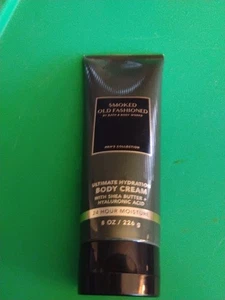 SMOKED
OLD FASHIONED
BY BATH & BODY WORKS
MEN'S COLLECTION
ULTIMATE HYDRATION
BODY CREAM
WITH SHEA BUTTER +
HYALURONIC ACID
24 HOUR MOISTURE
8 OZ / 226 g